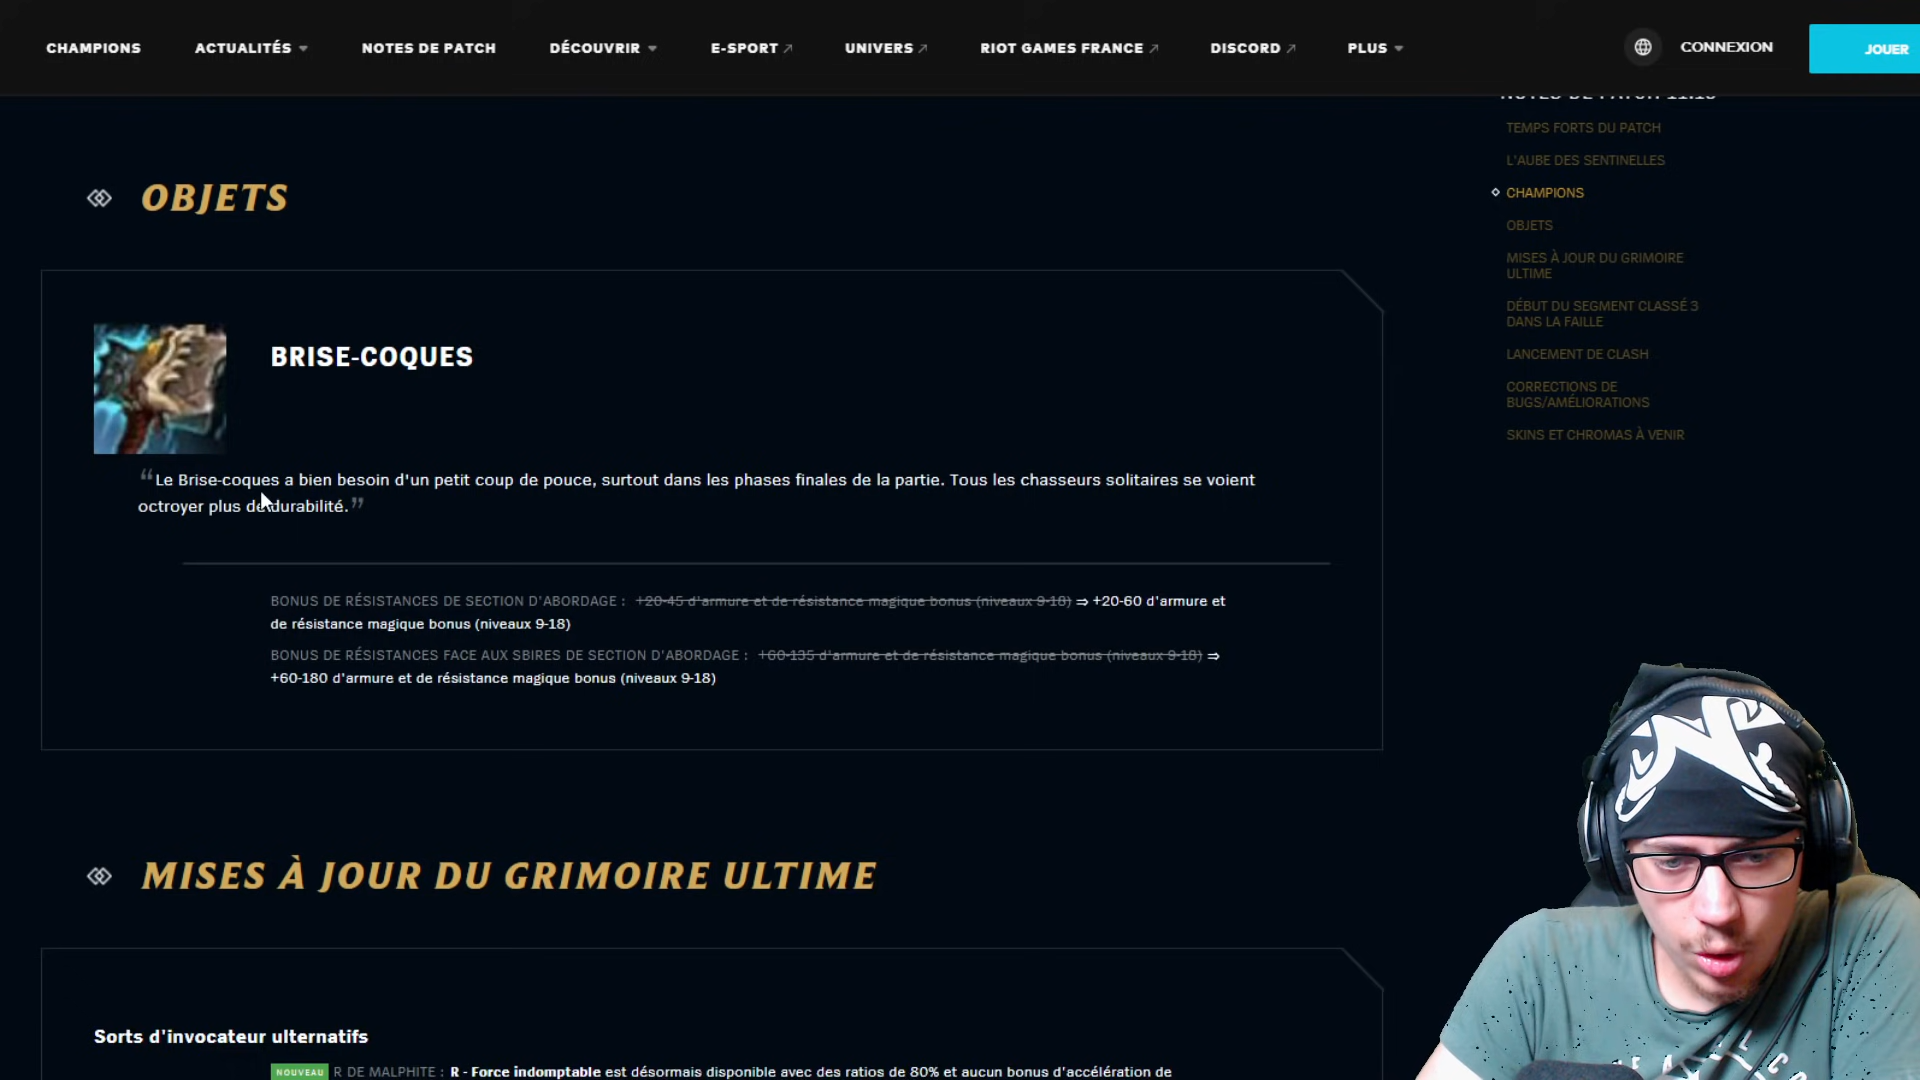 CHAMPIONS ACTUALITÉS NOTES DE PATCH DÉCOUVRIR E-SPORT UNIVERS RIOT GAMES FRANCE DISCORD PLUS CONNEXION JOUER
OBJETS
BRISE-COQUES
“Le Brise-coques a bien besoin d'un petit coup de pouce, surtout dans les phases finales de la partie. Tous les chasseurs solitaires se voient
octroyer plus de durabilité.”
BONUS DE RÉSISTANCES DE SECTION D'ABORDAGE : +20-45 d'armure et de résistance magique bonus (niveaux 9-18) ⇒ +20-60 d'armure et
de résistance magique bonus (niveaux 9-18)
BONUS DE RÉSISTANCES FACE AUX SBIRES DE SECTION D'ABORDAGE : +60-135 d'armure et de résistance magique bonus (niveaux 9-18) ⇒
+60-180 d'armure et de résistance magique bonus (niveaux 9-18)
MISES À JOUR DU GRIMOIRE ULTIME
Sorts d'invocateur ulternatifs
NOUVEAU R DE MALPHITE : R - Force indomptable est désormais disponible avec des ratios de 80% et aucun bonus d'accélération de
NOTES DE PATCH
TEMPS FORTS DU PATCH
L'AUBE DES SENTINELLES
CHAMPIONS
OBJETS
MISES À JOUR DU GRIMOIRE
ULTIME
DÉBUT DU SEGMENT CLASSÉ 3
DANS LA FAILLE
LANCEMENT DE CLASH
CORRECTIONS DE
BUGS/AMÉLIORATIONS
SKINS ET CHROMAS À VENIR